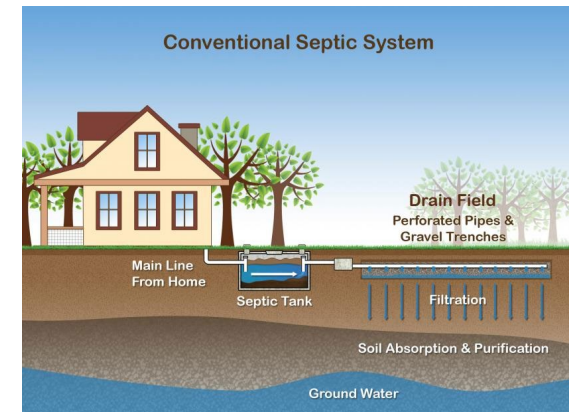 Conventional Septic System
Drain Field
Perforated Pipes &
Gravel Trenches
Main Line
From Home
Septic Tank
Filtration
Soil Absorption & Purification
Ground Water